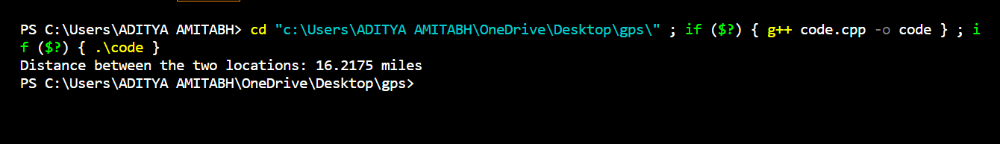 PS C:\Users\ADITYA AMITABH> cd "c:\Users\ADITYA AMITABH\OneDrive\Desktop\gps\" ; if ($?) { g++ code.cpp -o code } ; i
f ($?) { .\code }
Distance between the two locations: 16.2175 miles
PS C:\Users\ADITYA AMITABH\OneDrive\Desktop\gps>